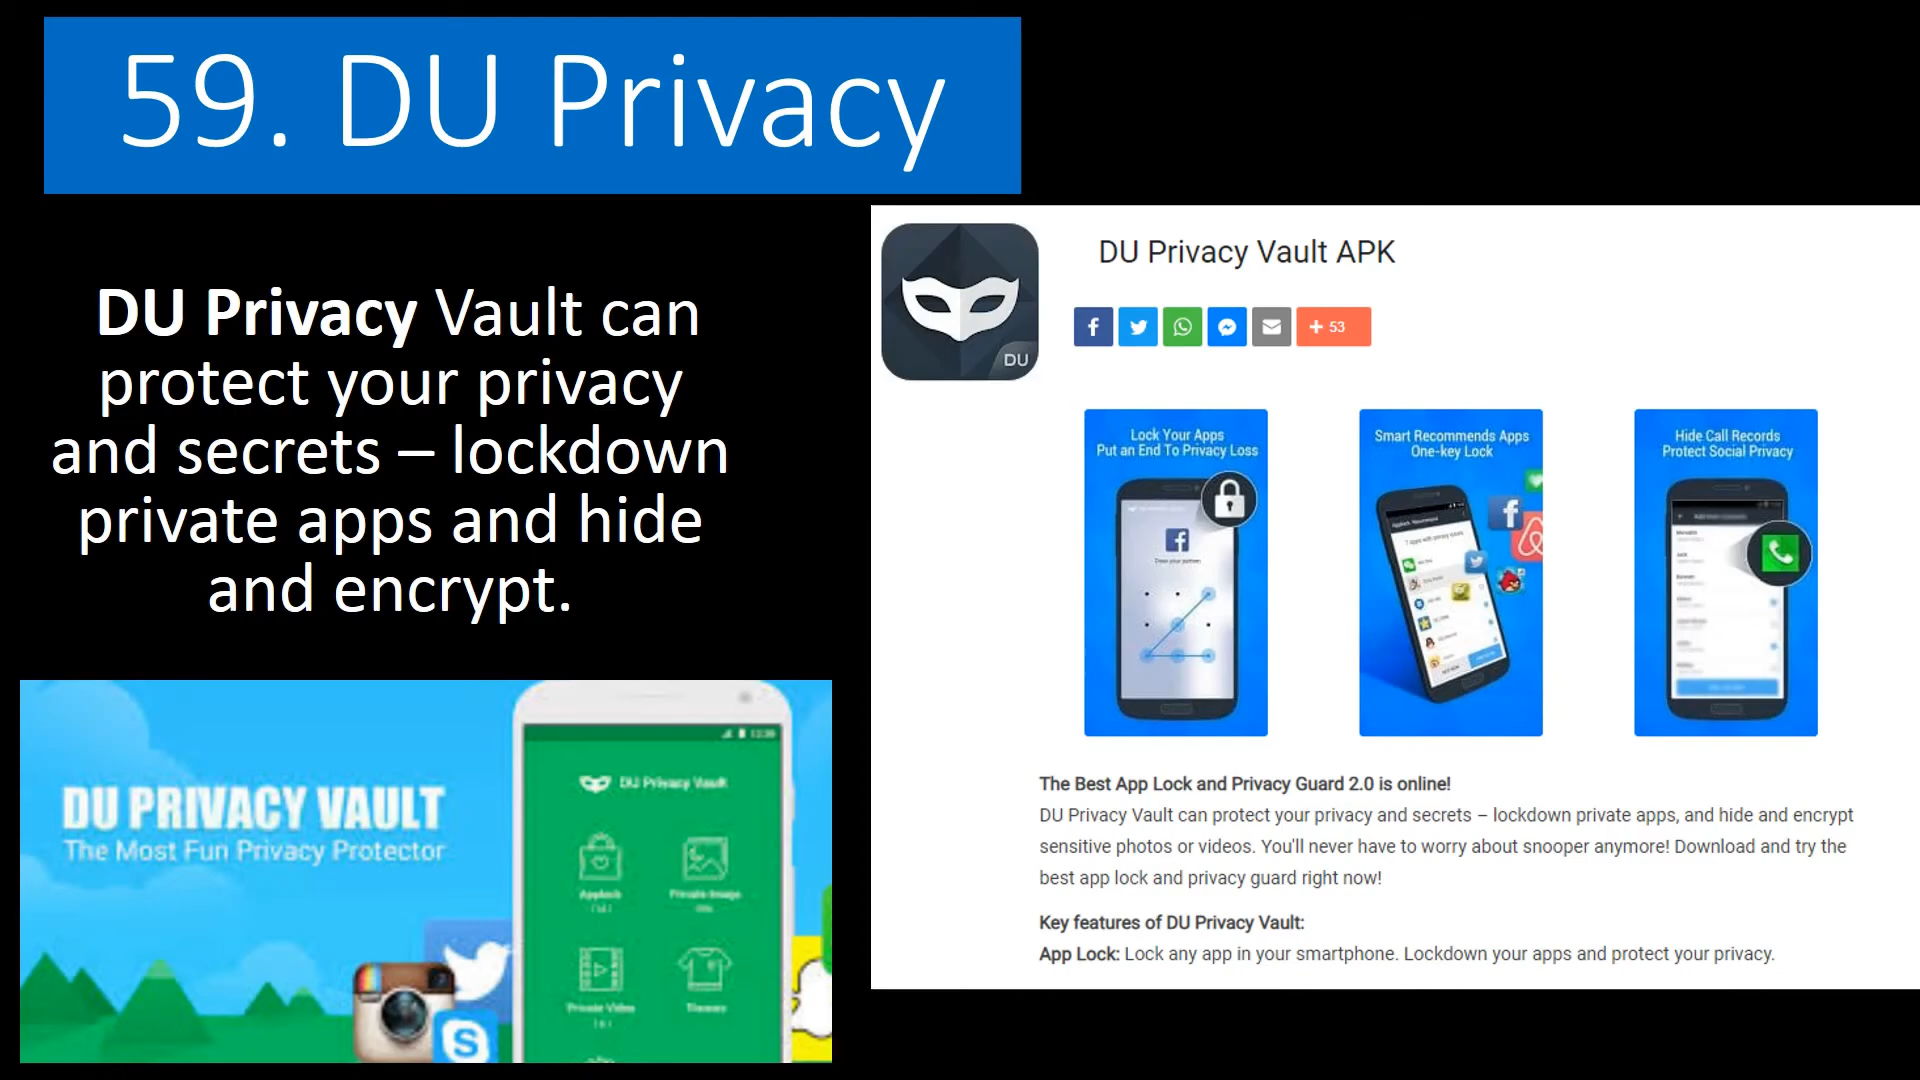 59. DU Privacy
DU Privacy Vault can
protect your privacy
and secrets – lockdown
private apps and hide
and encrypt.
DU PRIVACY VAULT
The Most Fun Privacy Protector
DU Privacy Vault
Applock
Private Image
Private Video
Themes
DU
DU Privacy Vault APK
53
Lock Your Apps
Put an End To Privacy Loss
Smart Recommends Apps
One-key Lock
Hide Call Records
Protect Social Privacy
The Best App Lock and Privacy Guard 2.0 is online!
DU Privacy Vault can protect your privacy and secrets – lockdown private apps, and hide and encrypt
sensitive photos or videos. You'll never have to worry about snooper anymore! Download and try the
best app lock and privacy guard right now!
Key features of DU Privacy Vault:
App Lock: Lock any app in your smartphone. Lockdown your apps and protect your privacy.